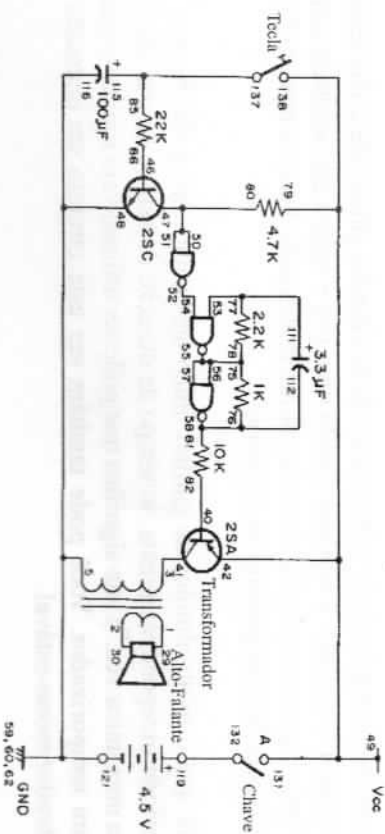 Tecla
138
137
+
115
116
100µF
85
22K
86
46
47
48
2SC
79
80
4.7K
50
51
52
53
54
55
77
2.2K
78
111
+
112
3.3µF
75
1K
76
56
57
58
81
10K
82
40
2SA
41
42
3
5
Transformador
1
2
29
30
Alto-Falante
49
Vcc
A
131
132
Chave
119
+
4.5 V
-
121
GND
59,60,62